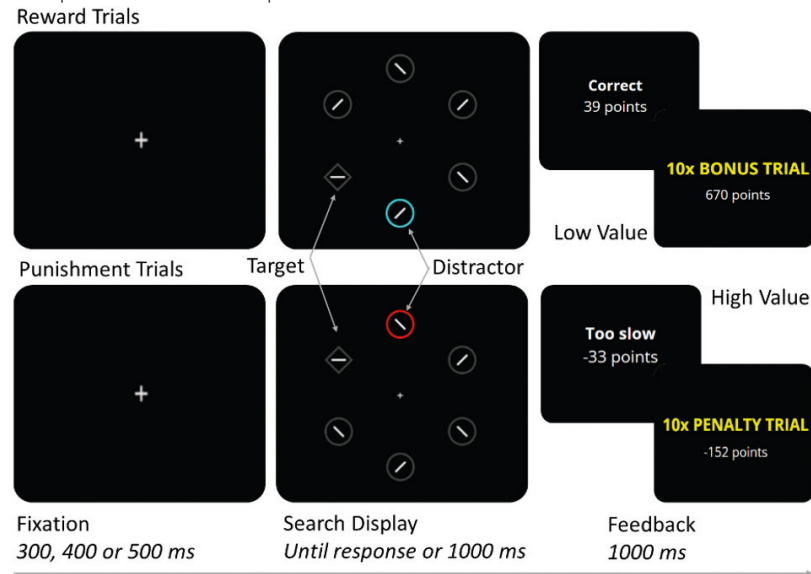 Reward Trials
Correct
39 points
10x BONUS TRIAL
670 points
Low Value
Punishment Trials
Target
Distractor
High Value
Too slow
-33 points
10x PENALTY TRIAL
-152 points
Fixation
300, 400 or 500 ms
Search Display
Until response or 1000 ms
Feedback
1000 ms